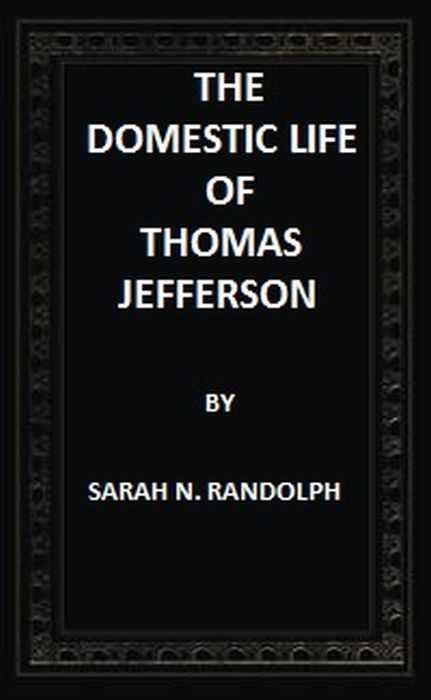 THE
DOMESTIC LIFE
OF
THOMAS
JEFFERSON
BY
SARAH N. RANDOLPH